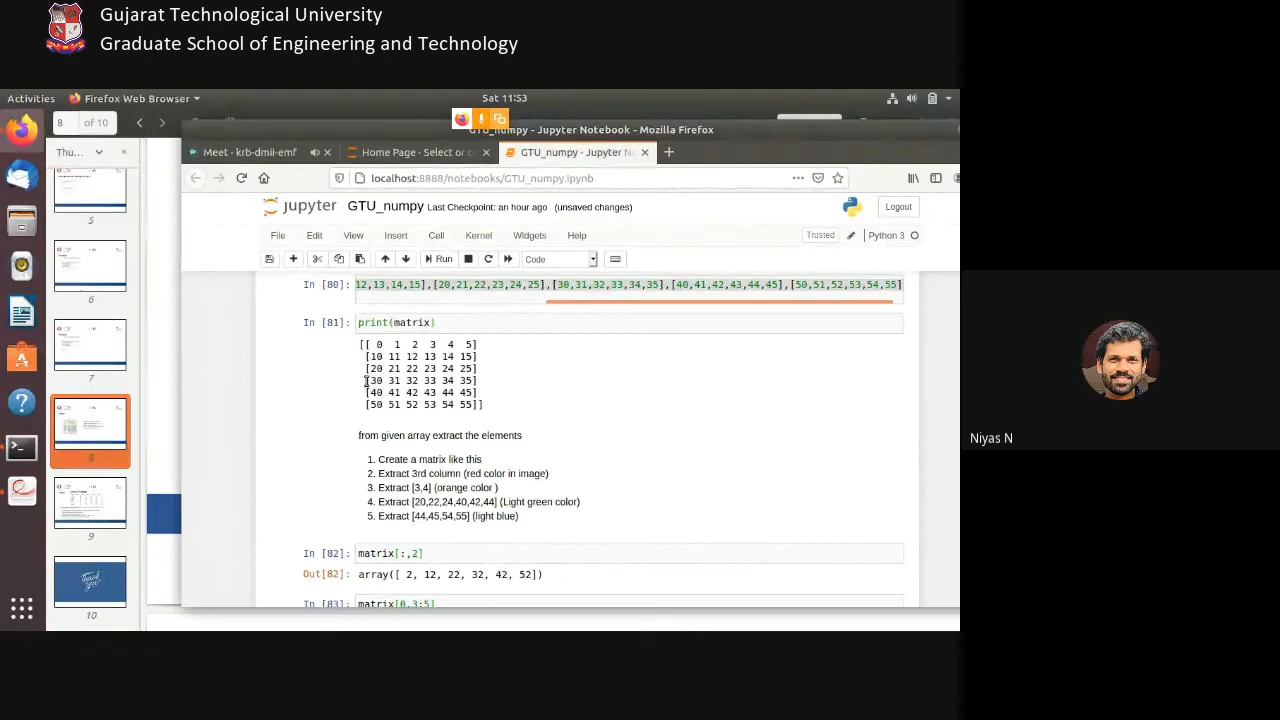 Gujarat Technological University
Graduate School of Engineering and Technology
Activities Firefox Web Browser Sat 11:53
8 of 10
GTU_numpy - Jupyter Notebook - Mozilla Firefox
Thu...
Meet - krb-dmii-emf
Home Page - Select or c
GTU_numpy - Jupyter N
localhost:8888/notebooks/GTU_numpy.ipynb
jupyter GTU_numpy Last Checkpoint: an hour ago (unsaved changes) Logout
File Edit View Insert Cell Kernel Widgets Help Trusted Python 3
Run Code
In [80]: 12,13,14,15],[20,21,22,23,24,25],[30,31,32,33,34,35],[40,41,42,43,44,45],[50,51,52,53,54,55]
In [81]: print(matrix)
[[ 0 1 2 3 4 5]
[10 11 12 13 14 15]
[20 21 22 23 24 25]
[30 31 32 33 34 35]
[40 41 42 43 44 45]
[50 51 52 53 54 55]]
from given array extract the elements
1. Create a matrix like this
2. Extract 3rd column (red color in image)
3. Extract [3,4] (orange color )
4. Extract [20,22,24,40,42,44] (Light green color)
5. Extract [44,45,54,55] (light blue)
In [82]: matrix[:,2]
Out[82]: array([ 2, 12, 22, 32, 42, 52])
In [83]: matrix[0,3:5]
5
6
7
8
9
thank you
10
Niyas N